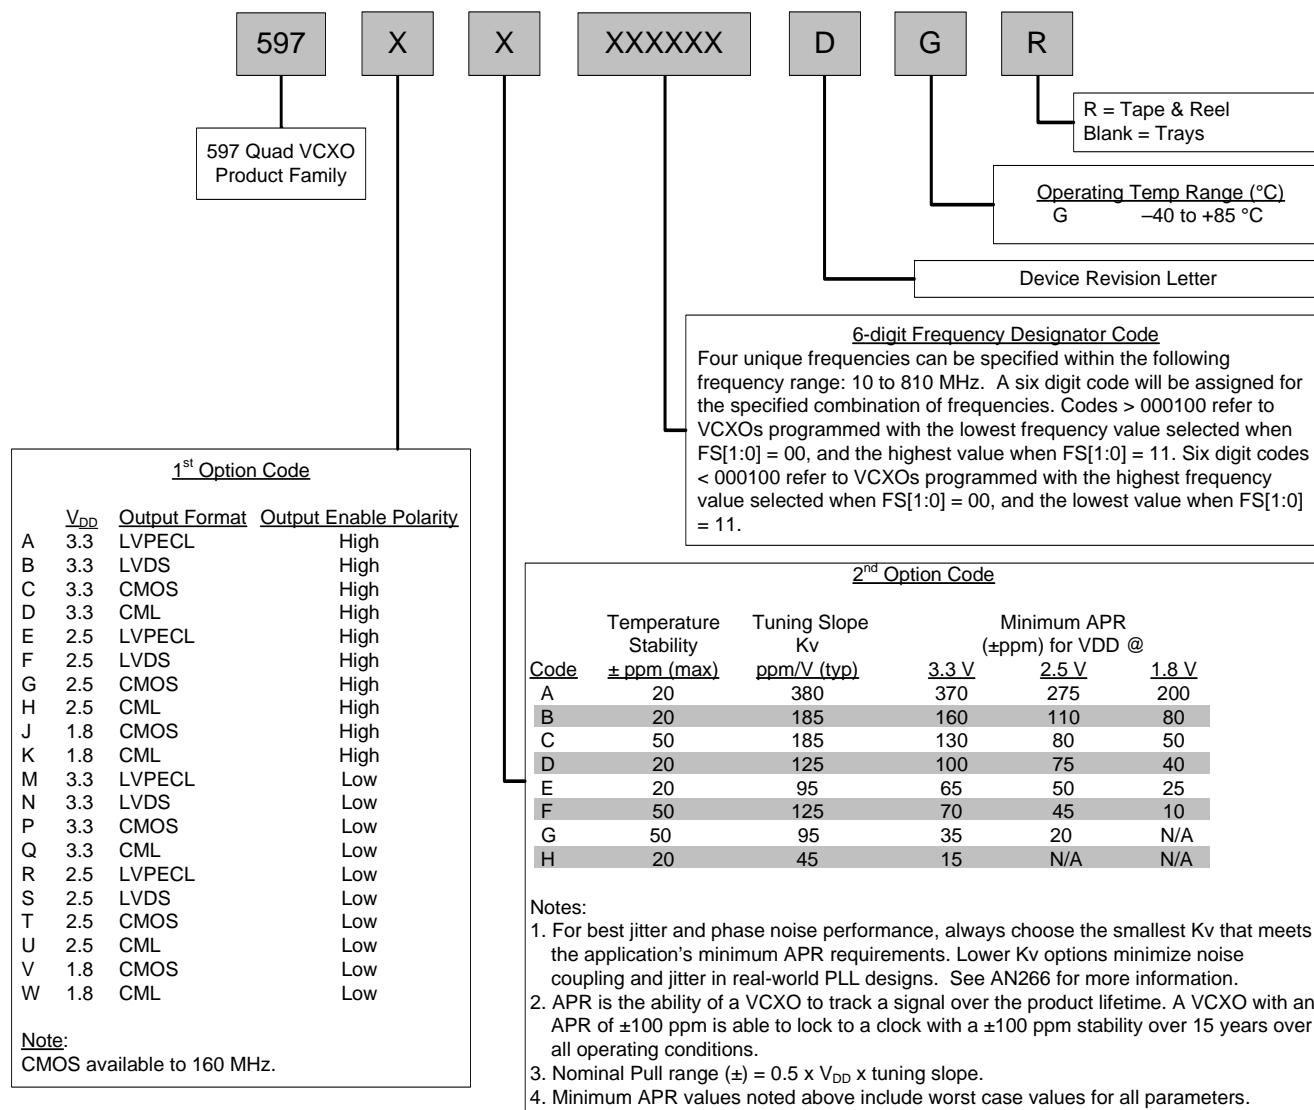 597 X X XXXXXX D G R
R = Tape & Reel
Blank = Trays
597 Quad VCXO
Product Family
Operating Temp Range (°C)
G –40 to +85 °C
Device Revision Letter
6-digit Frequency Designator Code
Four unique frequencies can be specified within the following
frequency range: 10 to 810 MHz. A six digit code will be assigned for
the specified combination of frequencies. Codes > 000100 refer to
VCXOs programmed with the lowest frequency value selected when
FS[1:0] = 00, and the highest value when FS[1:0] = 11. Six digit codes
< 000100 refer to VCXOs programmed with the highest frequency
value selected when FS[1:0] = 00, and the lowest value when FS[1:0]
= 11.
1st Option Code
VDD Output Format Output Enable Polarity
A 3.3 LVPECL High
B 3.3 LVDS High
C 3.3 CMOS High
D 3.3 CML High
E 2.5 LVPECL High
F 2.5 LVDS High
G 2.5 CMOS High
H 2.5 CML High
J 1.8 CMOS High
K 1.8 CML High
M 3.3 LVPECL Low
N 3.3 LVDS Low
P 3.3 CMOS Low
Q 3.3 CML Low
R 2.5 LVPECL Low
S 2.5 LVDS Low
T 2.5 CMOS Low
U 2.5 CML Low
V 1.8 CMOS Low
W 1.8 CML Low
Note:
CMOS available to 160 MHz.
2nd Option Code
Temperature Tuning Slope Minimum APR
Stability Kv (±ppm) for VDD @
Code ± ppm (max) ppm/V (typ) 3.3 V 2.5 V 1.8 V
A 20 380 370 275 200
B 20 185 160 110 80
C 50 185 130 80 50
D 20 125 100 75 40
E 20 95 65 50 25
F 50 125 70 45 10
G 50 95 35 20 N/A
H 20 45 15 N/A N/A
Notes:
1. For best jitter and phase noise performance, always choose the smallest Kv that meets
the application's minimum APR requirements. Lower Kv options minimize noise
coupling and jitter in real-world PLL designs. See AN266 for more information.
2. APR is the ability of a VCXO to track a signal over the product lifetime. A VCXO with an
APR of ±100 ppm is able to lock to a clock with a ±100 ppm stability over 15 years over
all operating conditions.
3. Nominal Pull range (±) = 0.5 x VDD x tuning slope.
4. Minimum APR values noted above include worst case values for all parameters.